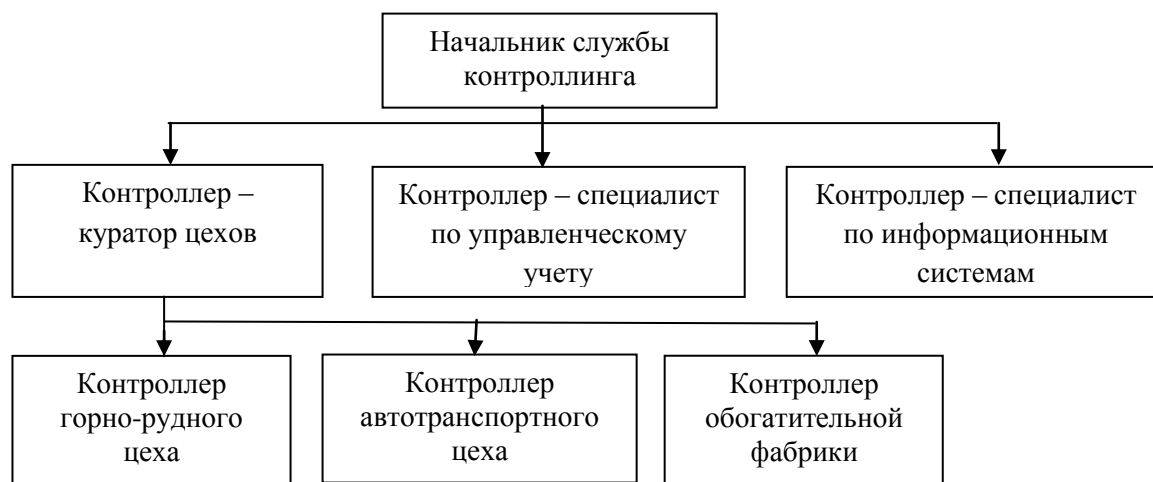 Начальник службы
контроллинга
Контроллер –
куратор цехов
Контроллер – специалист
по управленческому
учету
Контроллер – специалист
по информационным
системам
Контроллер
горно-рудного
цеха
Контроллер
автотранспортного
цеха
Контроллер
обогатительной
фабрики